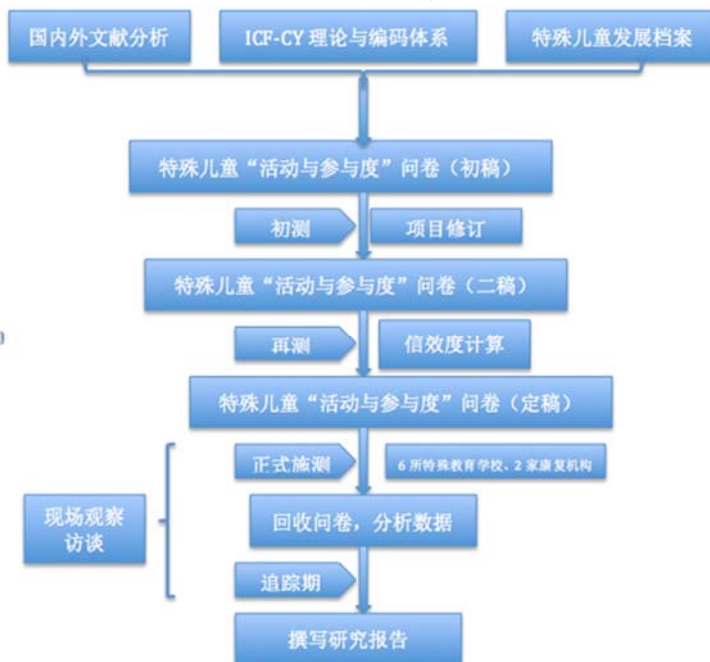 国内外文献分析
ICF-CY 理论与编码体系
特殊儿童发展档案
特殊儿童“活动与参与度”问卷（初稿）
初测
项目修订
特殊儿童“活动与参与度”问卷（二稿）
再测
信效度计算
特殊儿童“活动与参与度”问卷（定稿）
正式施测
6 所特殊教育学校、2 家康复机构
现场观察
访谈
回收问卷，分析数据
追踪期
撰写研究报告